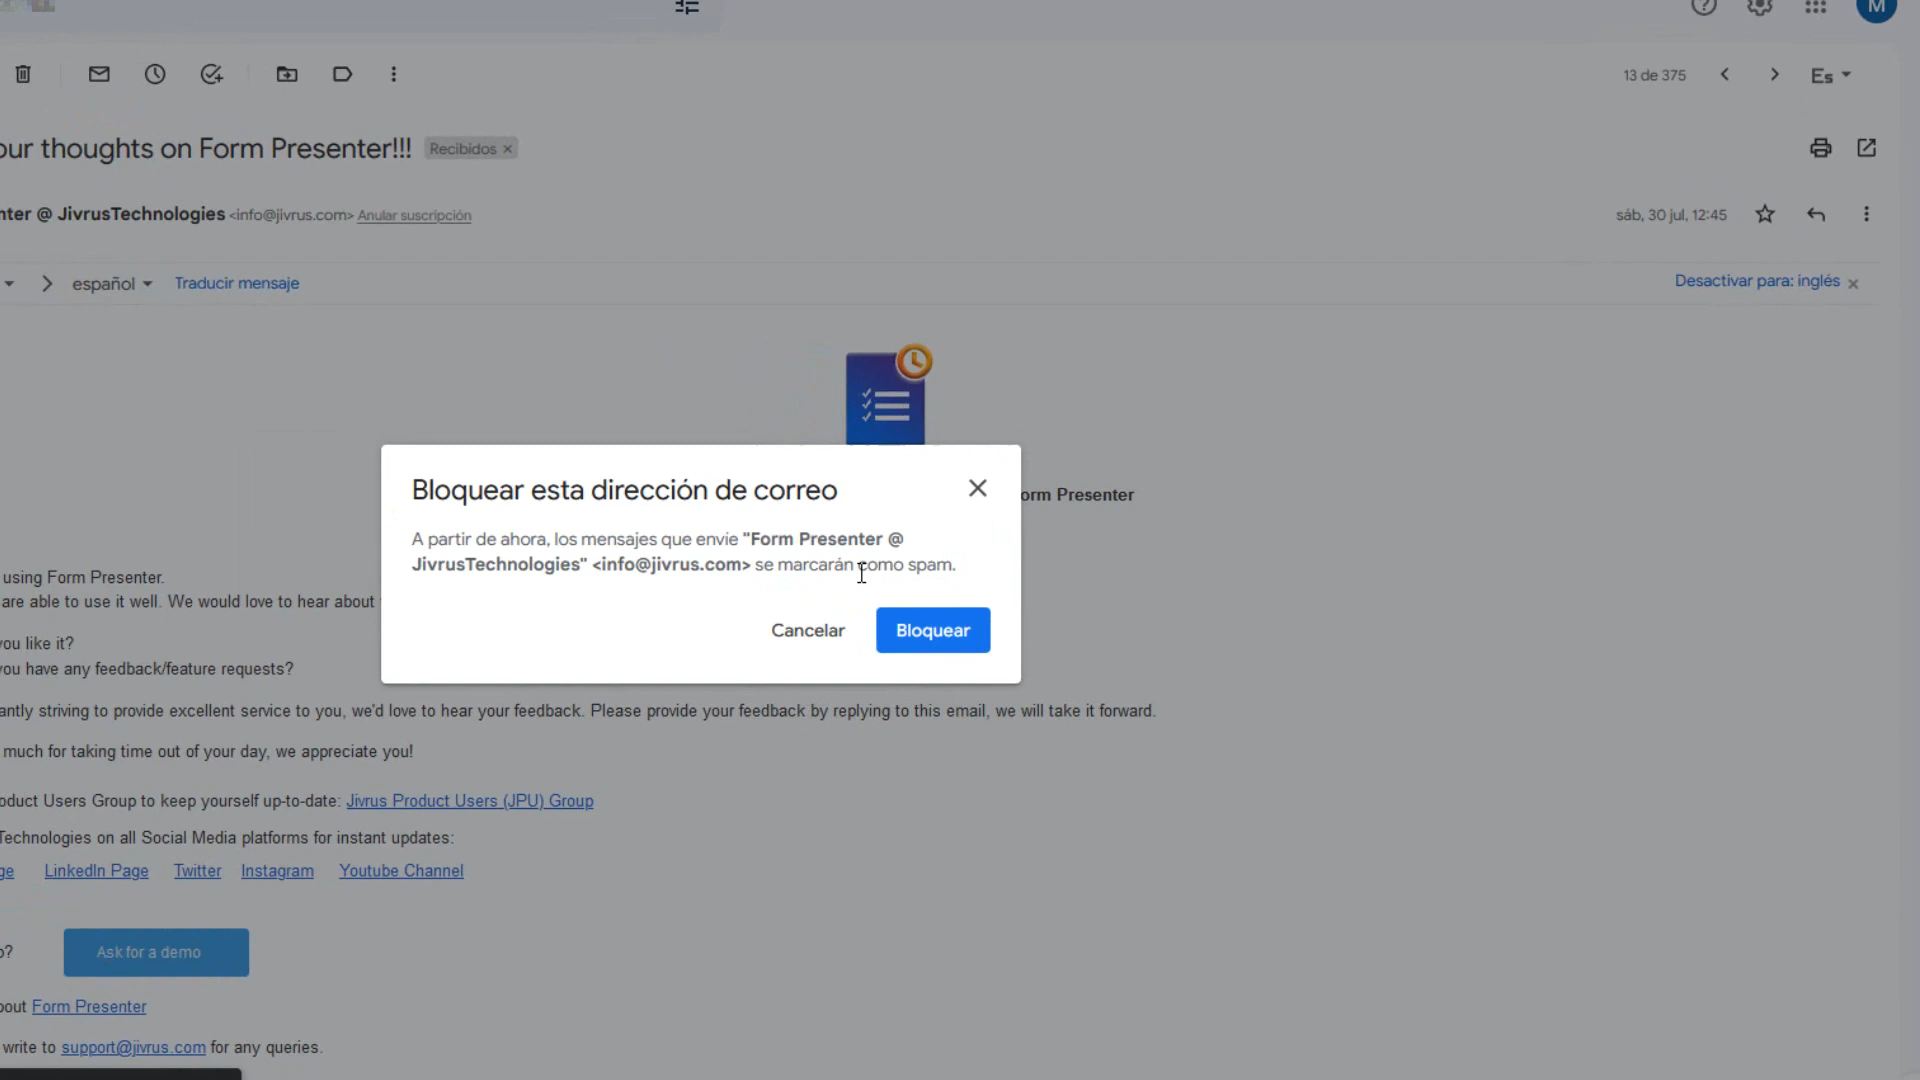 M
13 de 375
Es
our thoughts on Form Presenter!!!
Recibidos ×
nter @ JivrusTechnologies <info@jivrus.com> Anular suscripción
sáb, 30 jul, 12:45
español
Traducir mensaje
Desactivar para: inglés ×
orm Presenter
Bloquear esta dirección de correo
A partir de ahora, los mensajes que envíe "Form Presenter @
JivrusTechnologies" <info@jivrus.com> se marcarán como spam.
Cancelar
Bloquear
using Form Presenter.
are able to use it well. We would love to hear about
you like it?
you have any feedback/feature requests?
antly striving to provide excellent service to you, we'd love to hear your feedback. Please provide your feedback by replying to this email, we will take it forward.
much for taking time out of your day, we appreciate you!
oduct Users Group to keep yourself up-to-date: Jivrus Product Users (JPU) Group
Technologies on all Social Media platforms for instant updates:
ge LinkedIn Page Twitter Instagram Youtube Channel
o? Ask for a demo
bout Form Presenter
write to support@jivrus.com for any queries.